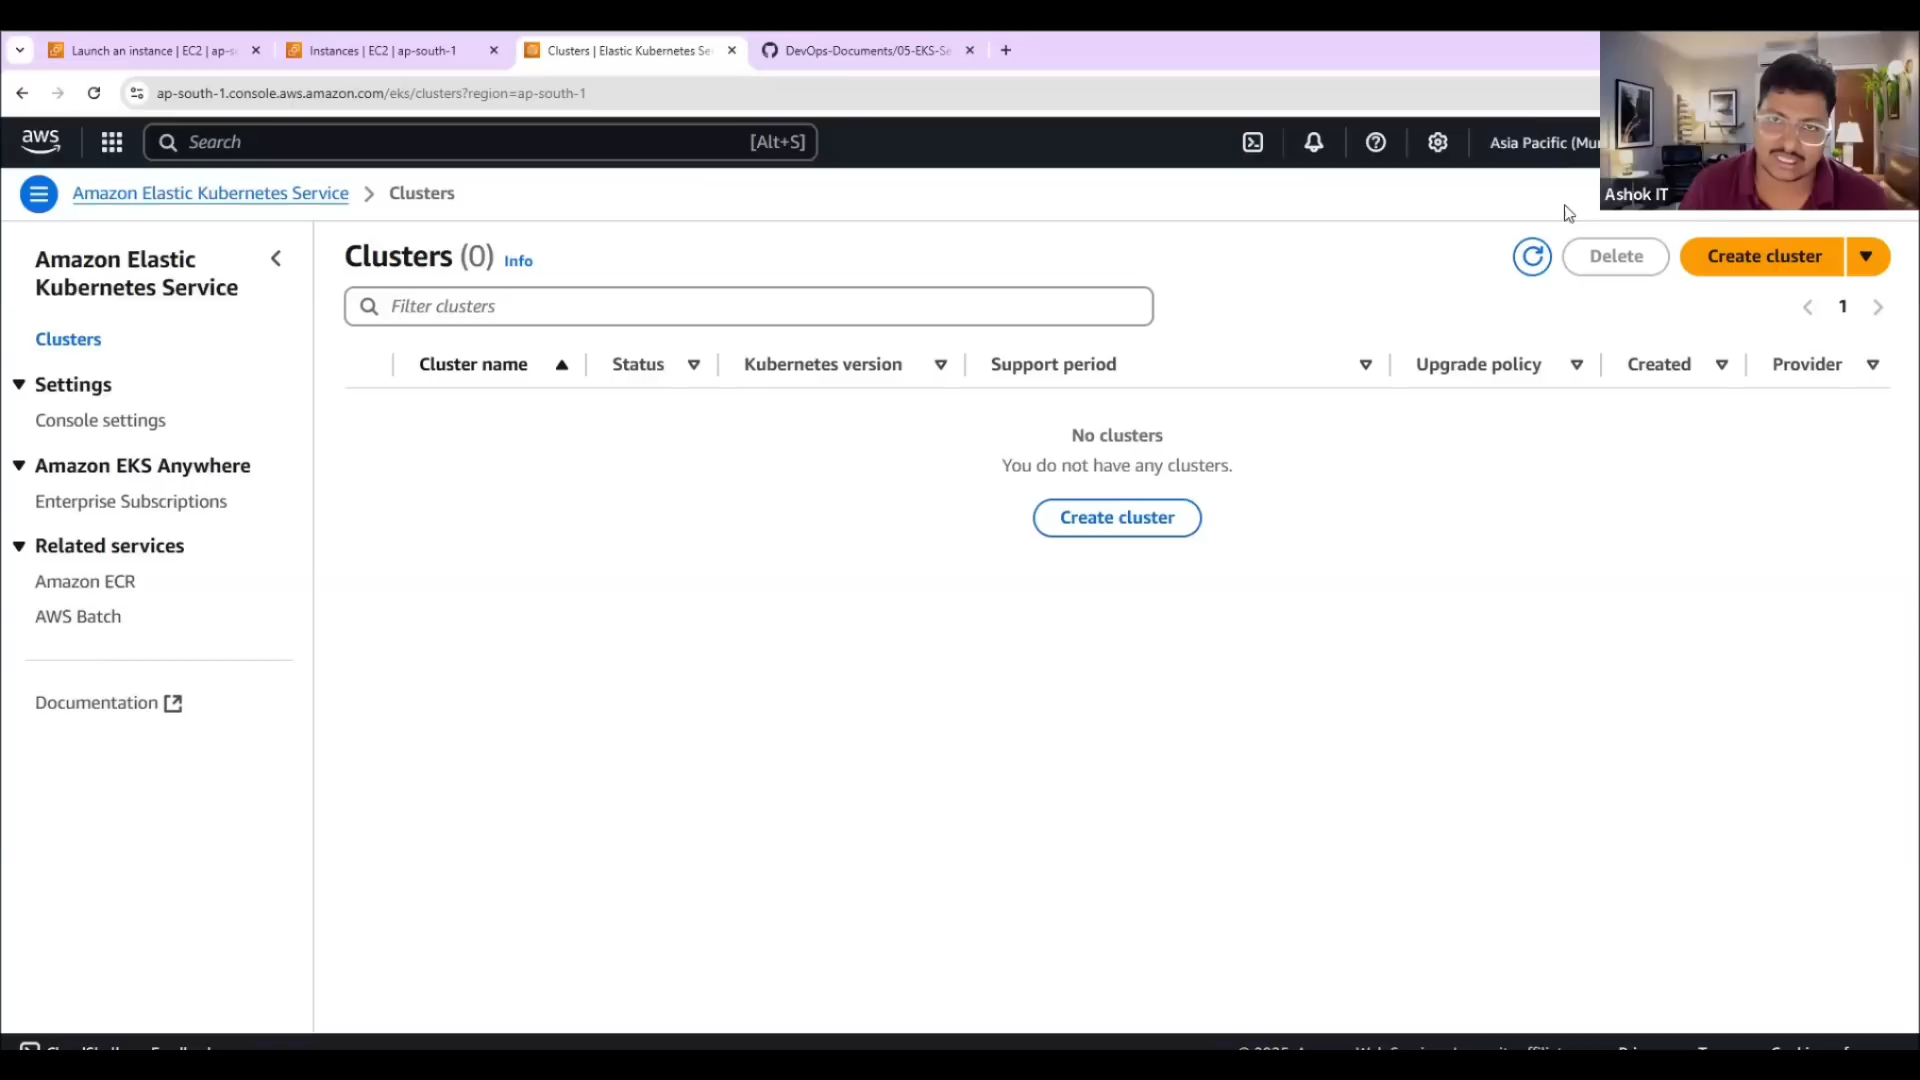 Launch an instance | EC2 | ap-s
Instances | EC2 | ap-south-1
Clusters | Elastic Kubernetes Se
DevOps-Documents/05-EKS-Se
ap-south-1.console.aws.amazon.com/eks/clusters?region=ap-south-1
aws
Search
[Alt+S]
Asia Pacific (Mu
Ashok IT
Amazon Elastic Kubernetes Service
Clusters
Amazon Elastic
Kubernetes Service
Clusters
Settings
Console settings
Amazon EKS Anywhere
Enterprise Subscriptions
Related services
Amazon ECR
AWS Batch
Documentation
Clusters (0) Info
Delete
Create cluster
Filter clusters
1
Cluster name
Status
Kubernetes version
Support period
Upgrade policy
Created
Provider
No clusters
You do not have any clusters.
Create cluster